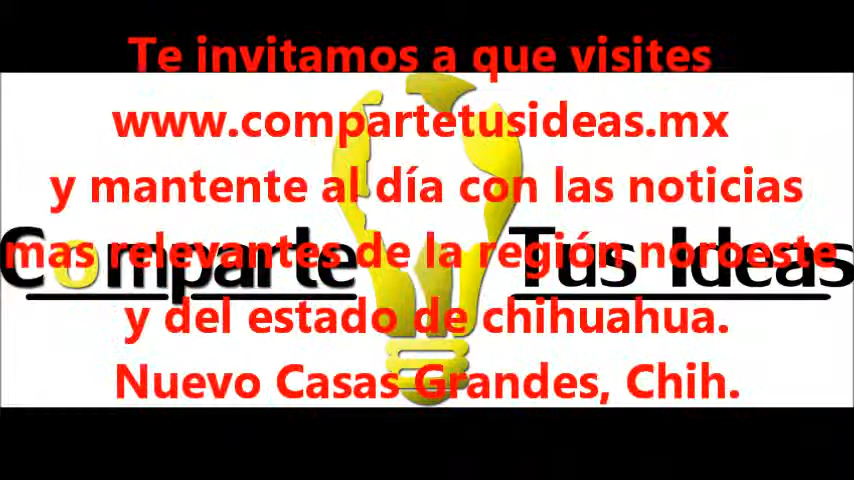 Te invitamos a que visites
www.compartetusideas.mx
y mantente al día con las noticias
mas relevantes de la región noroeste
y del estado de chihuahua.
Nuevo Casas Grandes, Chih.
Comparte Tus Ideas